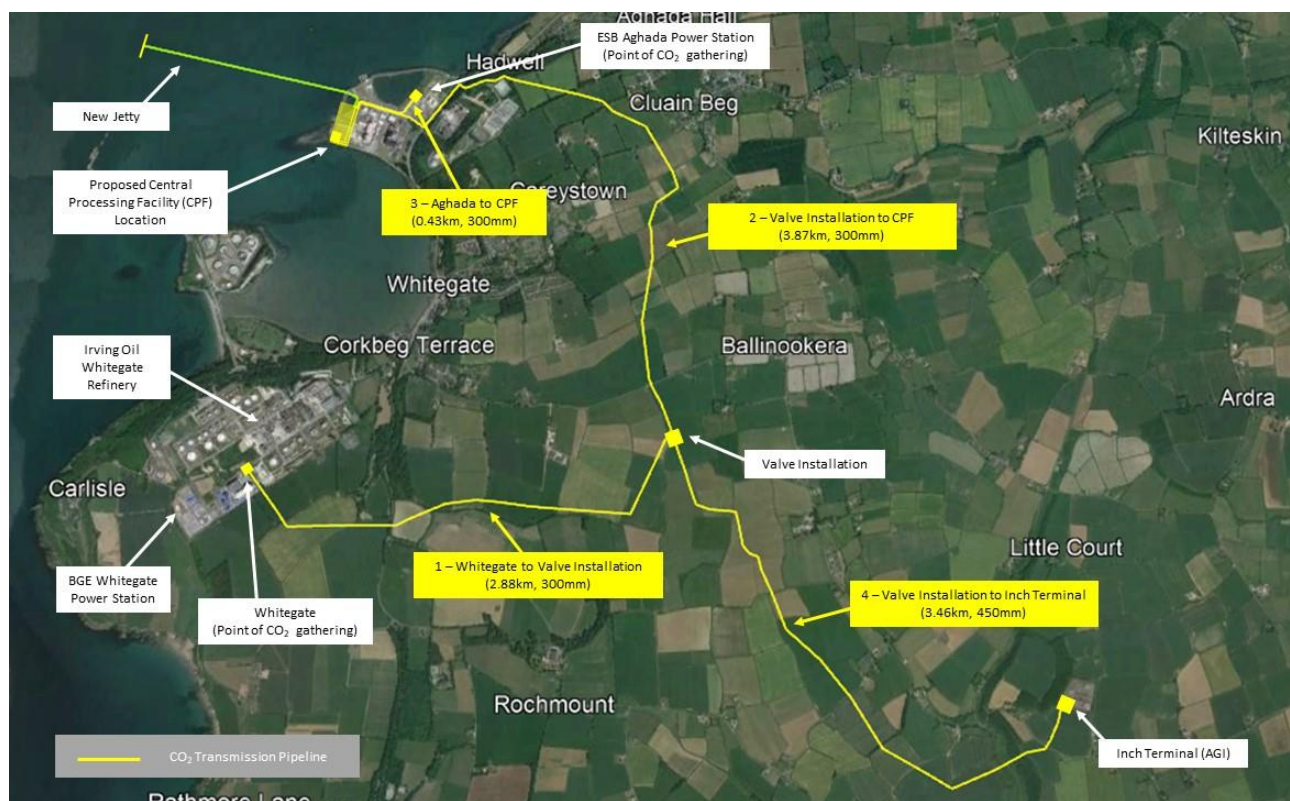 Aghada Hall
ESB Aghada Power Station
(Point of CO₂ gathering)
Hadwell
New Jetty
Cluain Beg
Kilteskin
Proposed Central
Processing Facility (CPF)
Location
3 – Aghada to CPF
(0.43km, 300mm)
Careystown
2 – Valve Installation to CPF
(3.87km, 300mm)
Whitegate
Corkbeg Terrace
Ballinookera
Irving Oil
Whitegate
Refinery
Ardra
Valve Installation
Carlisle
Little Court
1 – Whitegate to Valve Installation
(2.88km, 300mm)
BGE Whitegate
Power Station
Whitegate
(Point of CO₂ gathering)
4 – Valve Installation to Inch Terminal
(3.46km, 450mm)
Rochmount
CO₂ Transmission Pipeline
Inch Terminal (AGI)
Rathmore Lane